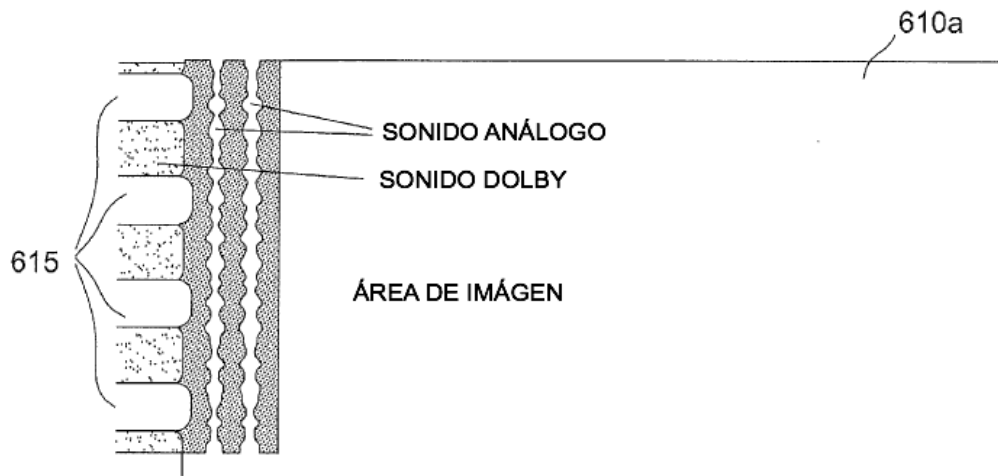 610a
SONIDO ANÁLOGO
SONIDO DOLBY
615
ÁREA DE IMÁGEN